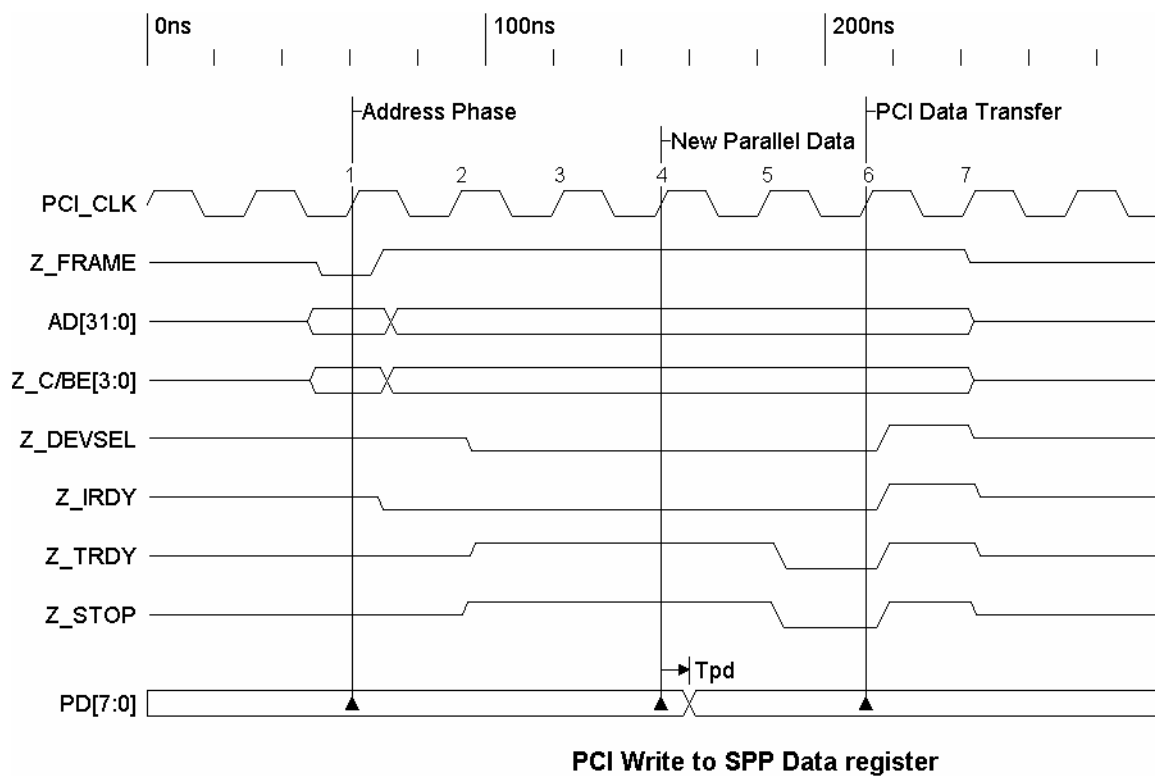 0ns 100ns 200ns
Address Phase PCI Data Transfer
New Parallel Data
1 2 3 4 5 6 7
PCI_CLK
Z_FRAME
AD[31:0]
Z_C/BE[3:0]
Z_DEVSEL
Z_IRDY
Z_TRDY
Z_STOP
Tpd
PD[7:0]
PCI Write to SPP Data register